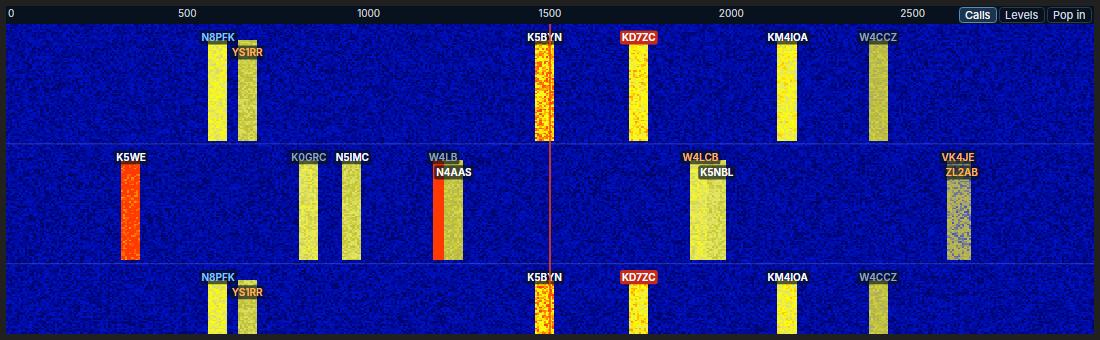 0 500 1000 1500 2000 2500 Calls Levels Pop in
N8PFK K5BYN KD7ZC KM4IOA W4CCZ
YS1RR
K5WE K0GRC N5IMC W4LB W4LCB VK4JE
N4AAS K5NBL ZL2AB
N8PFK K5BYN KD7ZC KM4IOA W4CCZ
YS1RR